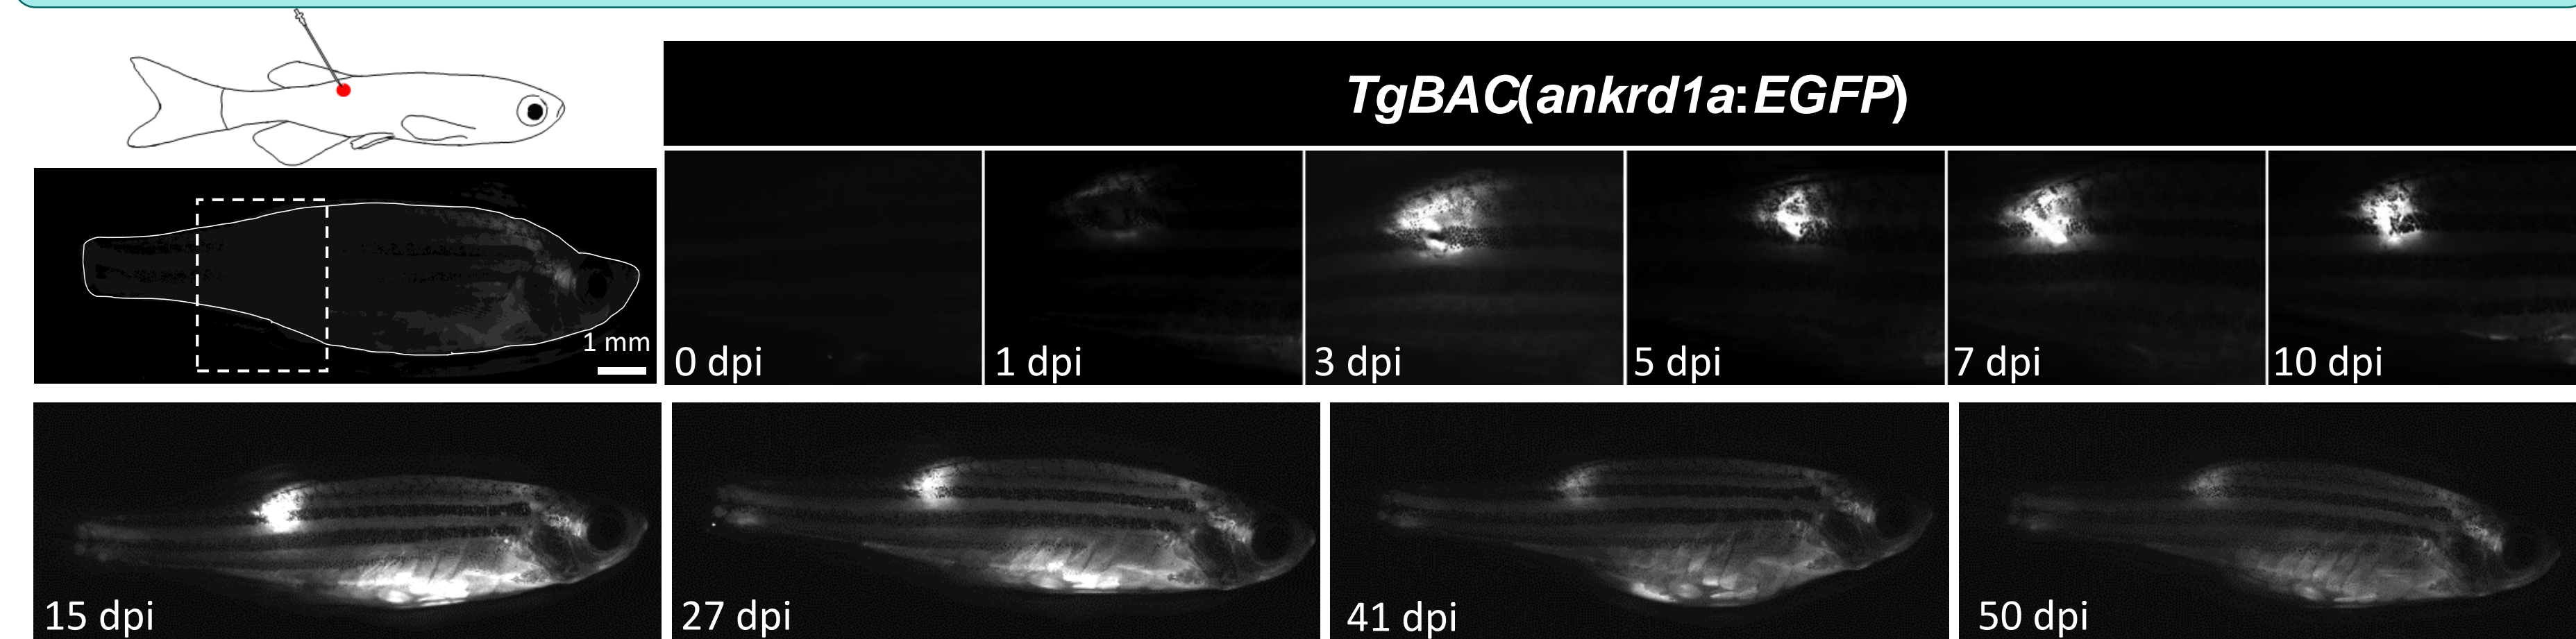 TgBAC(ankrd1a:EGFP)
1 mm
0 dpi
1 dpi
3 dpi
5 dpi
7 dpi
10 dpi
15 dpi
27 dpi
41 dpi
50 dpi